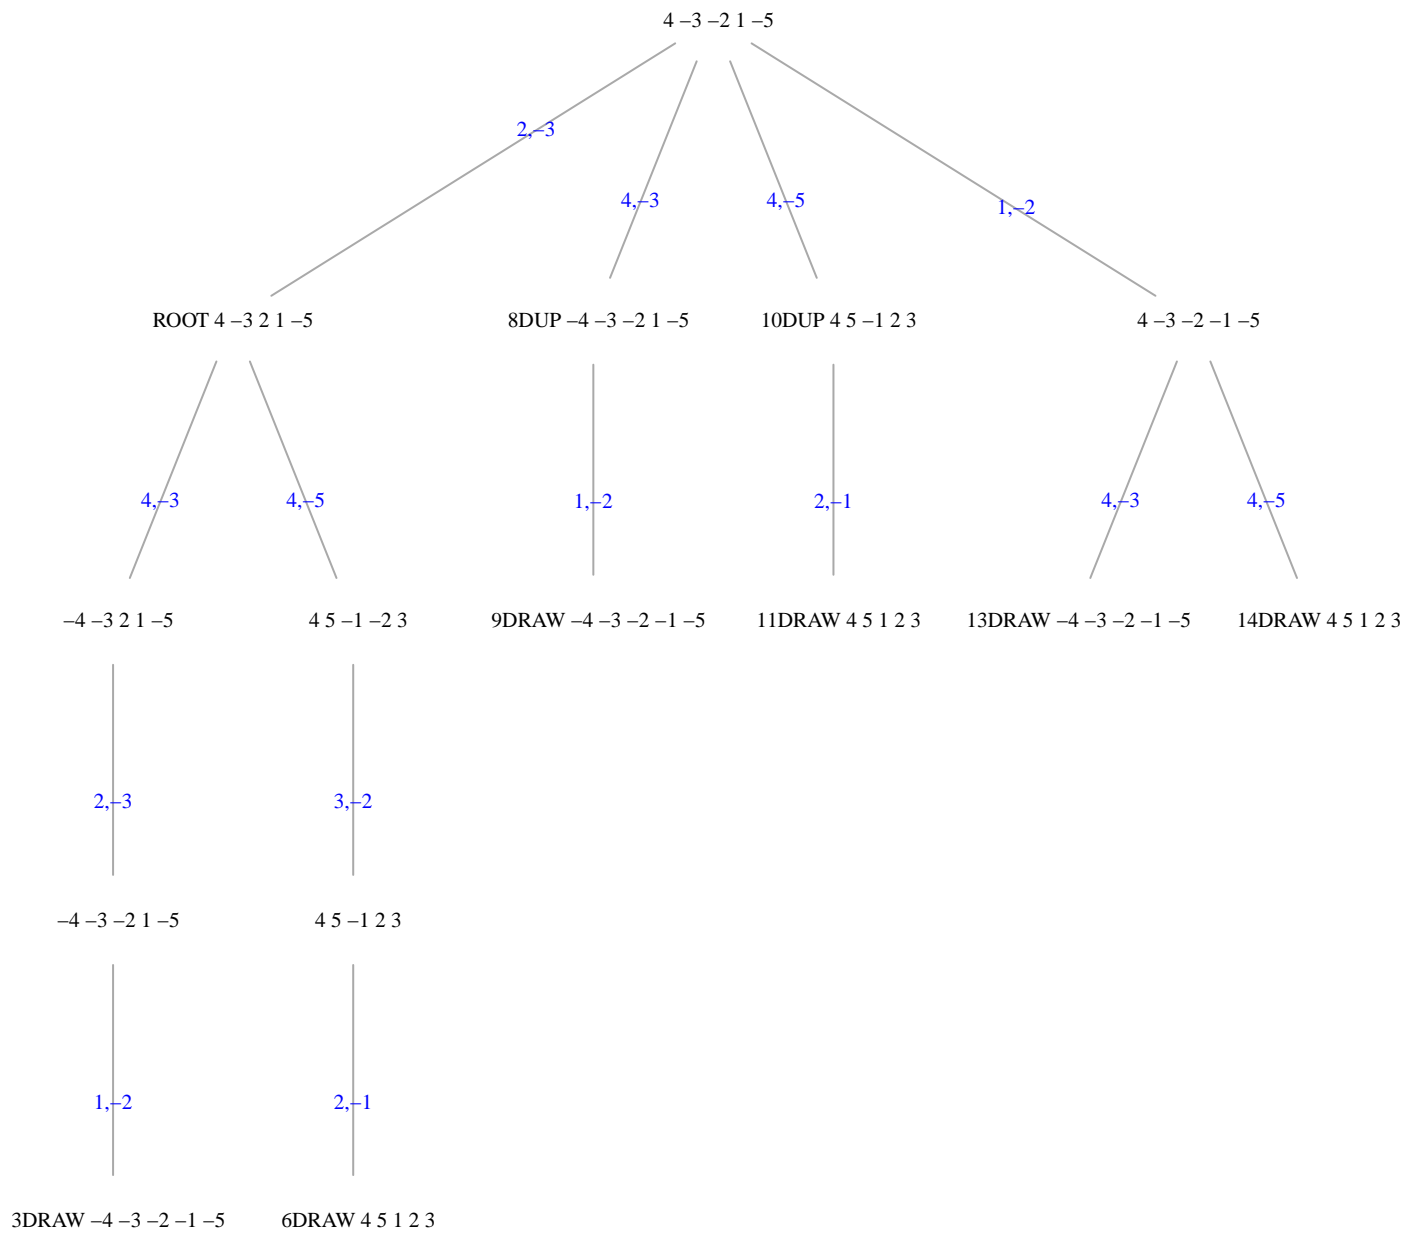 4 –3 –2 1 –5
2,–3
4,–3
4,–5
1,–2
ROOT 4 –3 2 1 –5
8DUP –4 –3 –2 1 –5
10DUP 4 5 –1 2 3
4 –3 –2 –1 –5
4,–3
4,–5
1,–2
2,–1
4,–3
4,–5
–4 –3 2 1 –5
4 5 –1 –2 3
9DRAW –4 –3 –2 –1 –5
11DRAW 4 5 1 2 3
13DRAW –4 –3 –2 –1 –5
14DRAW 4 5 1 2 3
2,–3
3,–2
–4 –3 –2 1 –5
4 5 –1 2 3
1,–2
2,–1
3DRAW –4 –3 –2 –1 –5
6DRAW 4 5 1 2 3